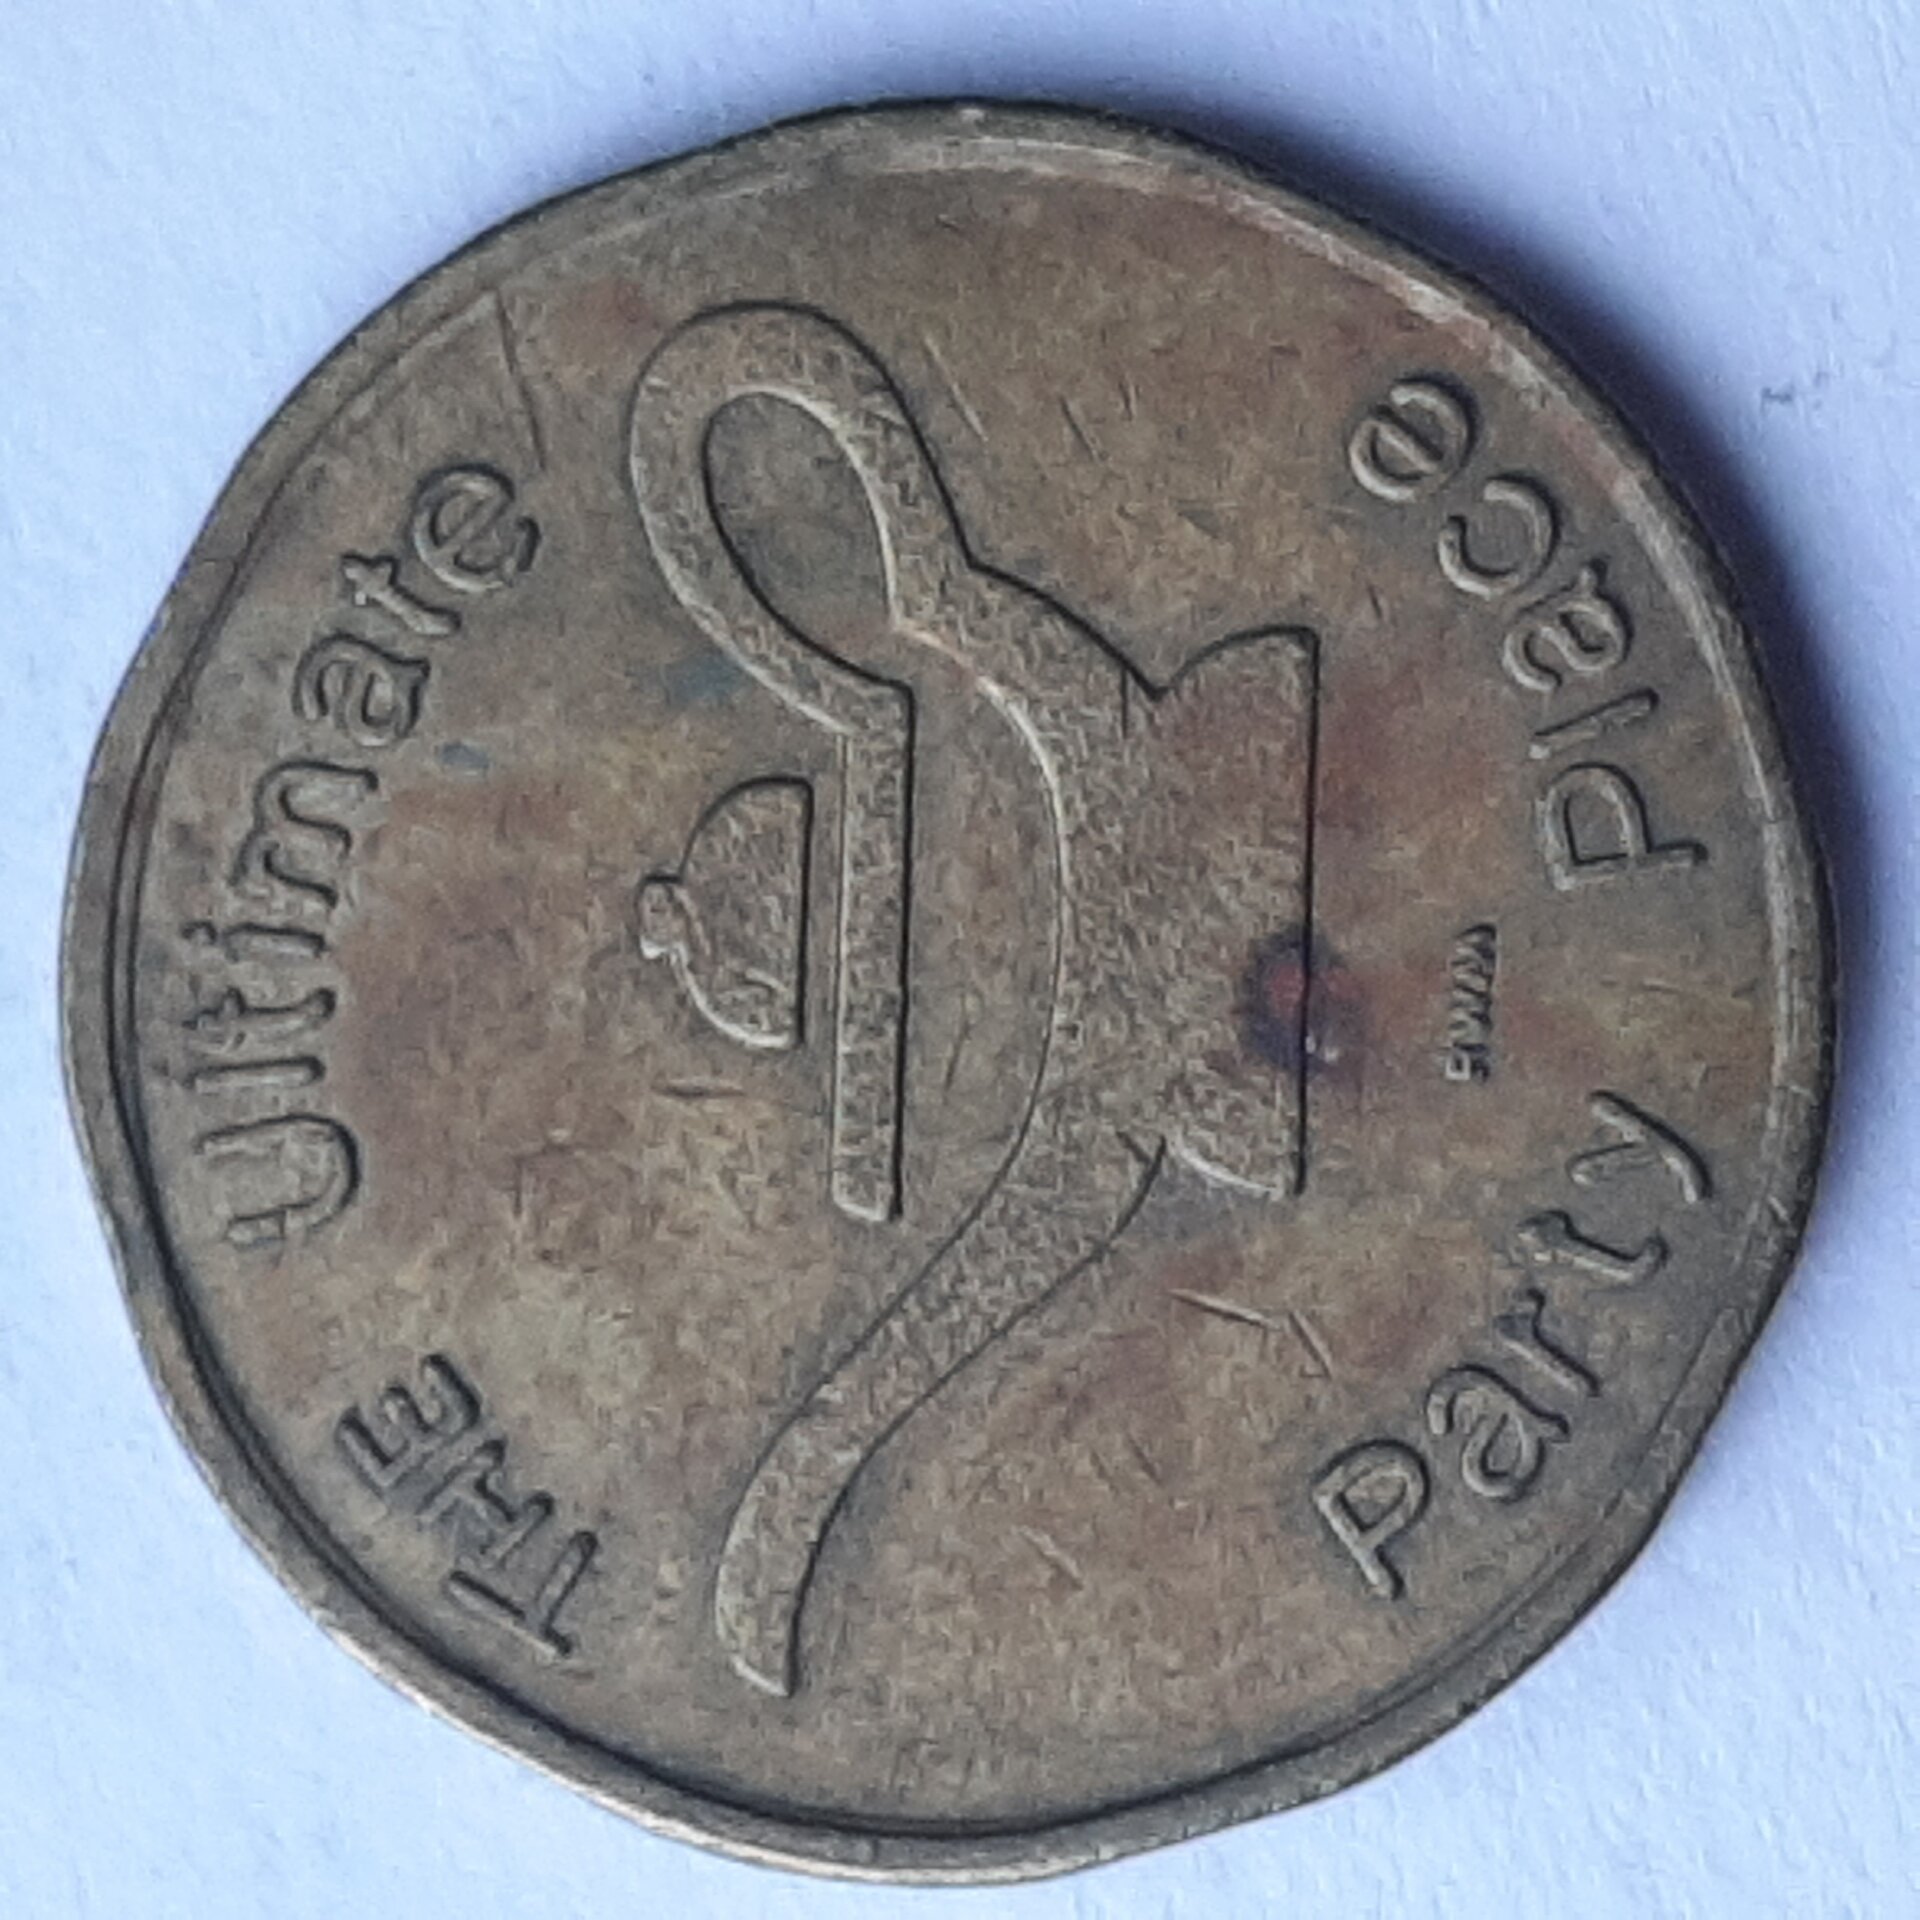 THE Ultimate
Party Place